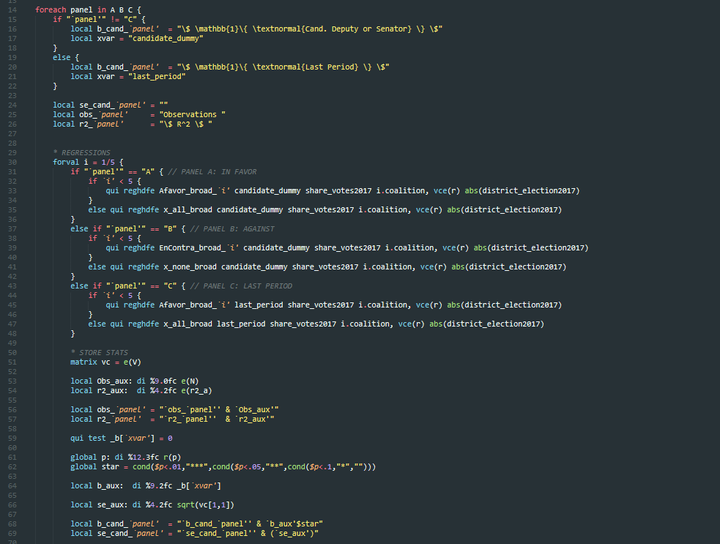 14 foreach panel in A B C {
15 if "`panel'" != "C" {
16 local b_cand_`panel' = "\$ \mathbb{1}\{ \textnormal{Cand. Deputy or Senator} \} \$"
17 local xvar = "candidate_dummy"
18 }
19 else {
20 local b_cand_`panel' = "\$ \mathbb{1}\{ \textnormal{Last Period} \} \$"
21 local xvar = "last_period"
22 }
23
24 local se_cand_`panel' = ""
25 local obs_`panel' = "Observations "
26 local r2_`panel' = "\$ R^2 \$ "
27
28
29 * REGRESSIONS
30 forval i = 1/5 {
31 if "`panel'" == "A" { // PANEL A: IN FAVOR
32 if `i' < 5 {
33 qui reghdfe Afavor_broad_`i' candidate_dummy share_votes2017 i.coalition, vce(r) abs(district_election2017)
34 }
35 else qui reghdfe x_all_broad candidate_dummy share_votes2017 i.coalition, vce(r) abs(district_election2017)
36 }
37 else if "`panel'" == "B" { // PANEL B: AGAINST
38 if `i' < 5 {
39 qui reghdfe EnContra_broad_`i' candidate_dummy share_votes2017 i.coalition, vce(r) abs(district_election2017)
40 }
41 else qui reghdfe x_none_broad candidate_dummy share_votes2017 i.coalition, vce(r) abs(district_election2017)
42 }
43 else if "`panel'" == "C" { // PANEL C: LAST PERIOD
44 if `i' < 5 {
45 qui reghdfe Afavor_broad_`i' last_period share_votes2017 i.coalition, vce(r) abs(district_election2017)
46 }
47 else qui reghdfe x_all_broad last_period share_votes2017 i.coalition, vce(r) abs(district_election2017)
48 }
49
50 * STORE STATS
51 matrix vc = e(V)
52
53 local Obs_aux: di %9.0fc e(N)
54 local r2_aux: di %4.2fc e(r2_a)
55
56 local obs_`panel' = "`obs_`panel'' & `Obs_aux'"
57 local r2_`panel' = "`r2_`panel'' & `r2_aux'"
58
59 qui test _b[`xvar'] = 0
60
61 global p: di %12.3fc r(p)
62 global star = cond($p<.01,"***",cond($p<.05,"**",cond($p<.1,"*","")))
63
64 local b_aux: di %9.2fc _b[`xvar']
65
66 local se_aux: di %4.2fc sqrt(vc[1,1])
67
68 local b_cand_`panel' = "`b_cand_`panel'' & `b_aux'$star"
69 local se_cand_`panel' = "`se_cand_`panel'' & (`se_aux')"